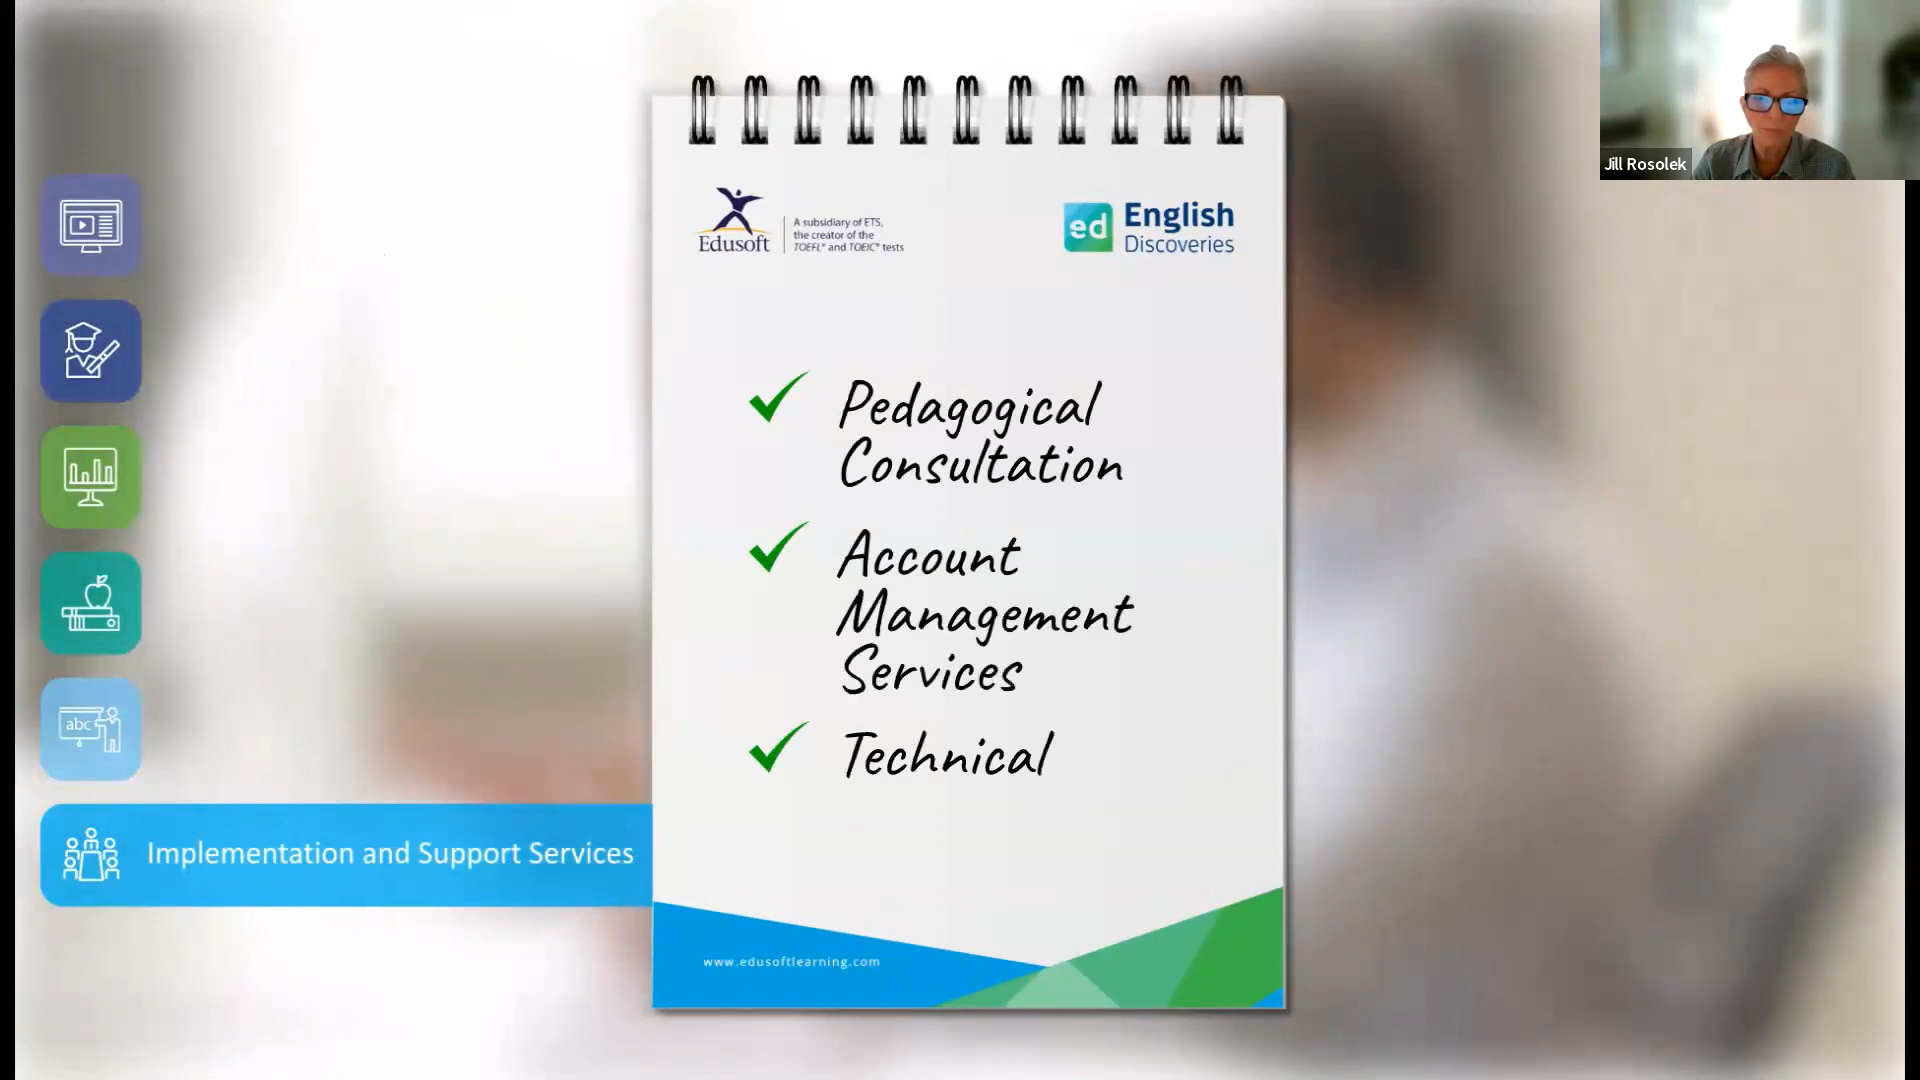 Jill Rosolek
Edusoft
A subsidiary of ETS,
the creator of the
TOEFL® and TOEIC® tests
ed
English
Discoveries
Pedagogical
Consultation
Account
Management
Services
Technical
abc
Implementation and Support Services
www.edusoftlearning.com